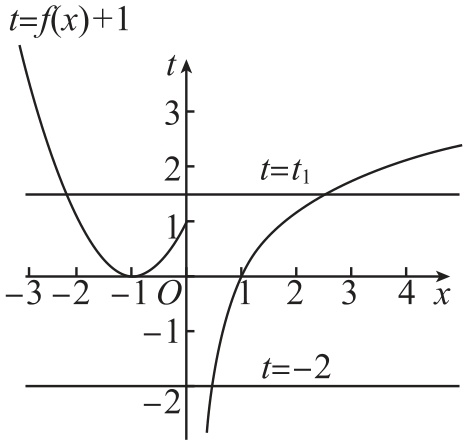 t=f(x)+1
t
3
2
t=t₁
1
−3 −2 −1 O 1 2 3 4 x
−1
t=−2
−2